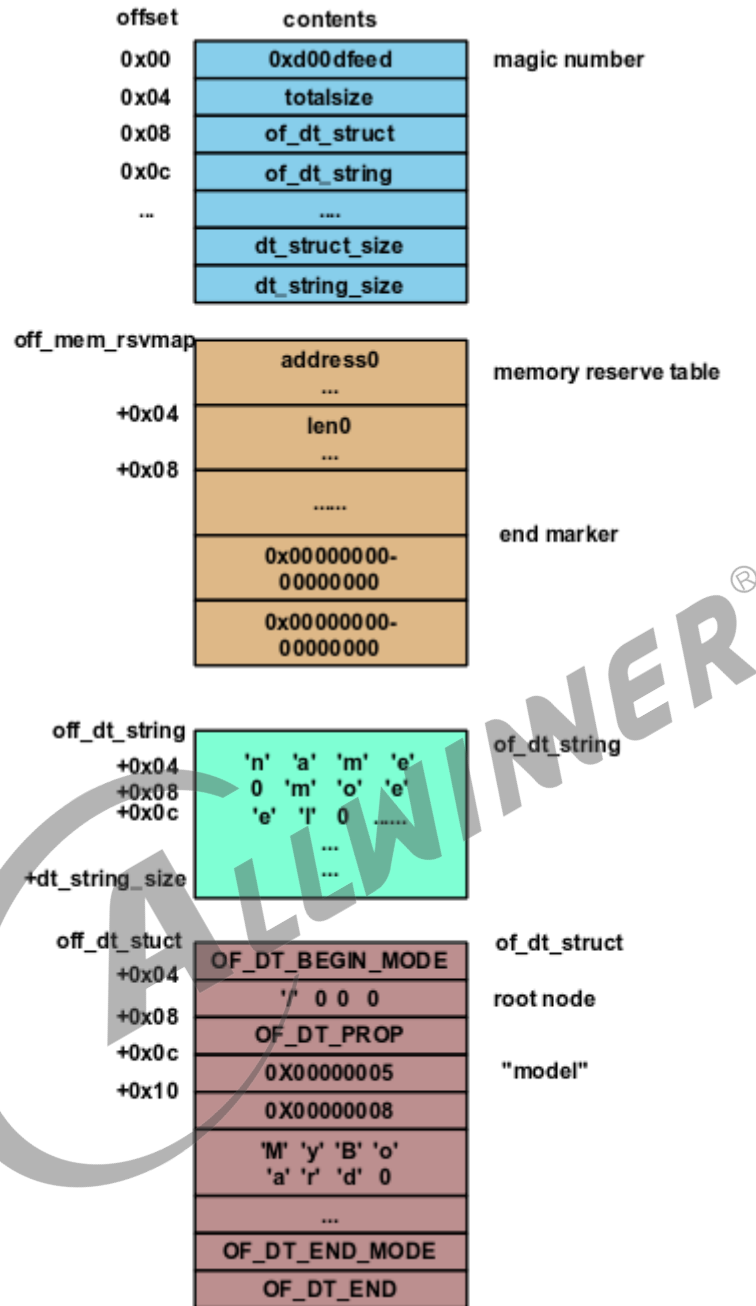 offset contents
0x00 0xd00dfeed magic number
0x04 totalsize
0x08 of_dt_struct
0x0c of_dt_string
... ....
dt_struct_size
dt_string_size
off_mem_rsvmap
address0
... memory reserve table
+0x04
len0
...
+0x08
......
end marker
0x00000000-
00000000
0x00000000-
00000000
off_dt_string of_dt_string
+0x04 'n' 'a' 'm' 'e'
+0x08 0 'm' 'o' 'e'
+0x0c 'e' 'l' 0 ......
...
+dt_string_size ...
off_dt_stuct of_dt_struct
OF_DT_BEGIN_MODE
+0x04
'/' 0 0 0 root node
+0x08
OF_DT_PROP
+0x0c
0X00000005 "model"
+0x10
0X00000008
'M' 'y' 'B' 'o'
'a' 'r' 'd' 0
...
OF_DT_END_MODE
OF_DT_END
ALLWINNER®